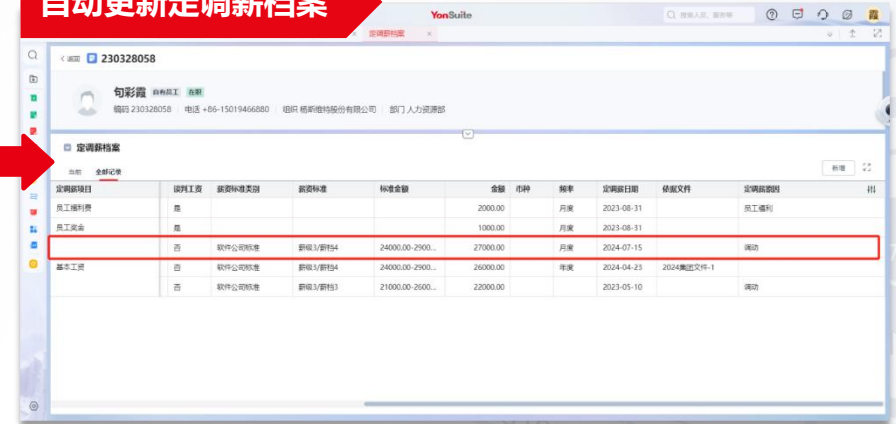 自动更新定调薪档案
YonSuite
定调薪档案 ×
< 返回 230328058
句彩霞 自有员工 在职
编码 230328058 电话 +86-15019466880 组织 格斯维特股份有限公司 部门 人力资源部
定调薪档案
当前 全部记录 新增
定调薪项目 谈判工资 薪资标准类别 薪资标准 标准金额 金额 币种 频率 定调薪日期 依据文件 定调薪原因
员工福利费 是 2000.00 月度 2023-08-31 员工福利
员工奖金 是 1000.00 月度 2023-08-31
否 软件公司标准 薪级3/薪档4 24000.00-2900... 27000.00 月度 2024-07-15 调动
基本工资 否 软件公司标准 薪级3/薪档4 24000.00-2900... 26000.00 年度 2024-04-23 2024集团文件-1
否 软件公司标准 薪级3/薪档3 21000.00-2600... 22000.00 2023-05-10 调动